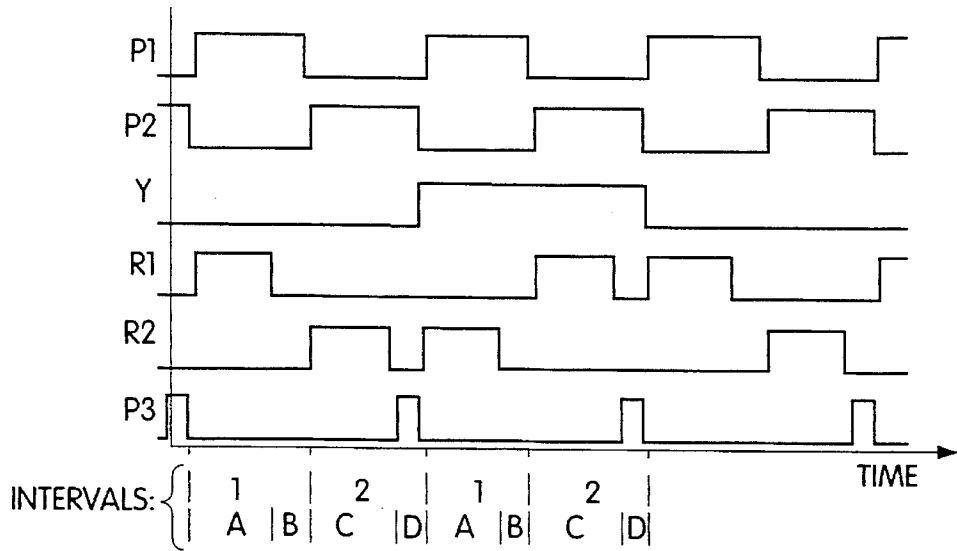 P1
P2
Y
R1
R2
P3
TIME
INTERVALS: 1 2 1 2
A B C D A B C D